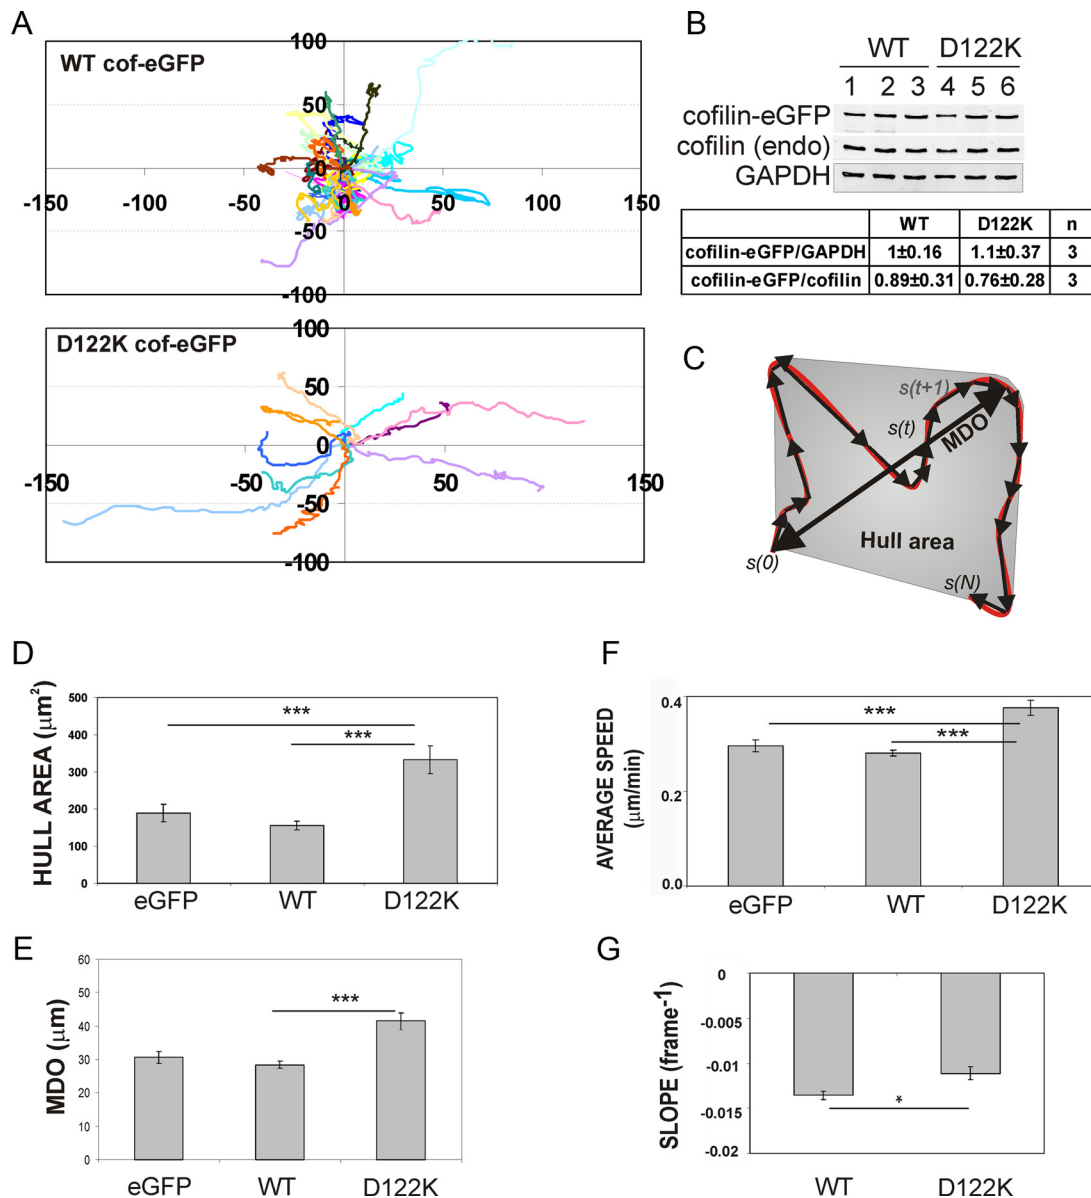 A
WT cof-eGFP
100
50
0
-150
-100
-50
0
50
100
150
-50
-100
D122K cof-eGFP
100
50
0
-150
-100
-50
0
50
100
150
-50
-100
B
WT D122K
1 2 3 4 5 6
cofilin-eGFP
cofilin (endo)
GAPDH
WT D122K n
cofilin-eGFP/GAPDH 1±0.16 1.1±0.37 3
cofilin-eGFP/cofilin 0.89±0.31 0.76±0.28 3
C
s(t+1)
s(t)
MDO
Hull area
s(0)
s(N)
D
HULL AREA (μm²)
500
400
300
200
100
0
***
***
eGFP WT D122K
E
MDO (μm)
60
50
40
30
20
10
0
***
eGFP WT D122K
F
AVERAGE SPEED
(μm/min)
0.4
0.2
0.0
***
***
eGFP WT D122K
G
SLOPE (frame⁻¹)
0
-0.005
-0.01
-0.015
-0.02
*
WT D122K